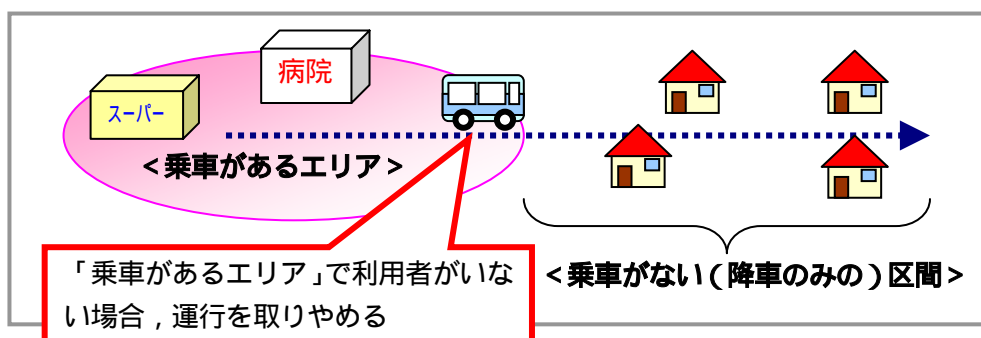 病院
スーパー
<乗車があるエリア>
「乗車があるエリア」で利用者がいな
い場合，運行を取りやめる
<乗車がない(降車のみの)区間>